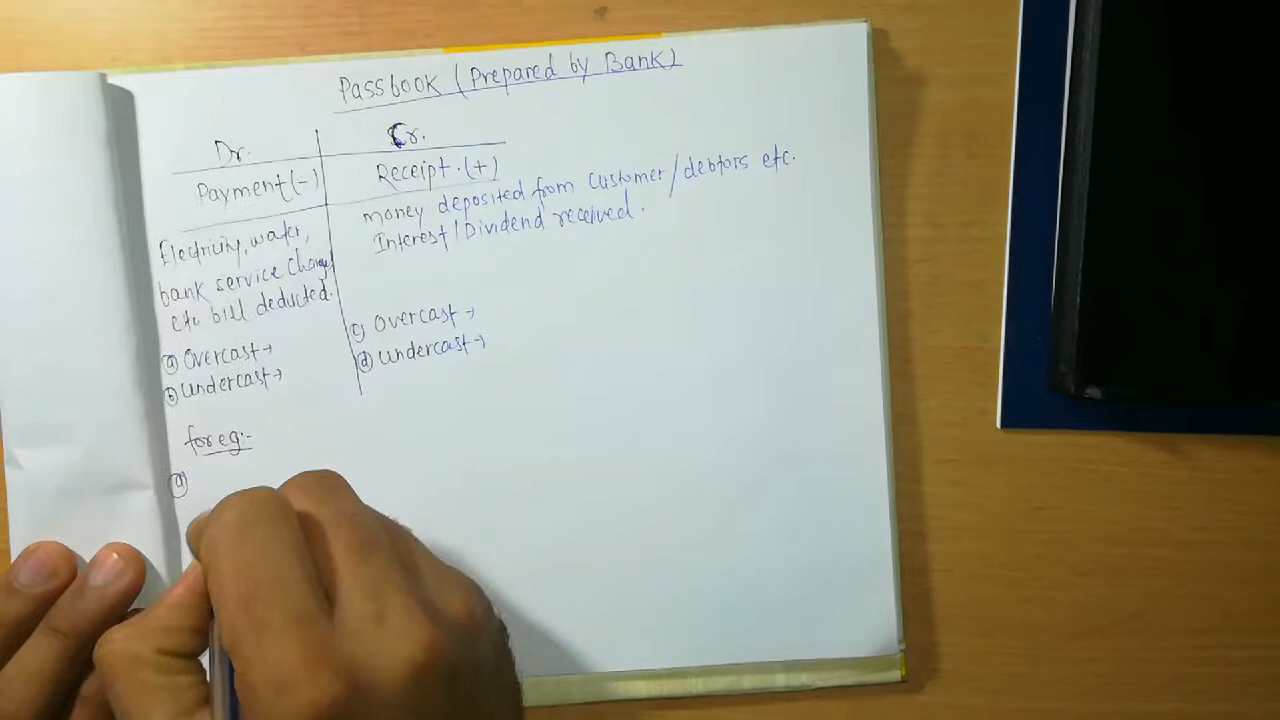 Passbook (Prepared by Bank)
Dr. Cr.
Payment (-) Receipt. (+)
money deposited from customer/debtors etc.
Interest/Dividend received.
Electricity, water,
bank service charge
etc bill deducted.
(a) Overcast →
(b) Undercast →
(c) Overcast →
(d) Undercast →
for eg:-
(a)